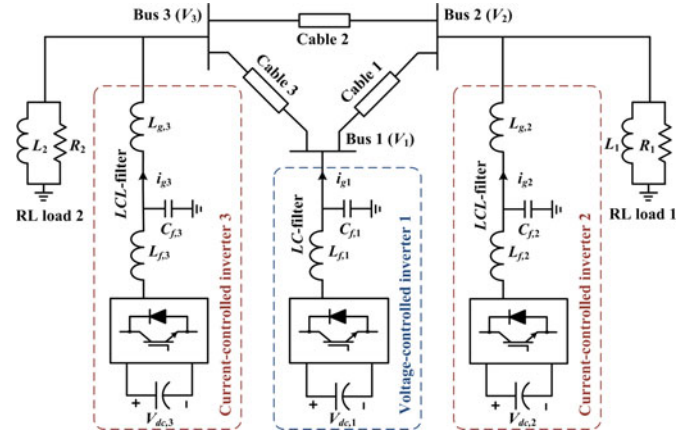 Bus 3 (V3)
Bus 2 (V2)
Cable 2
Cable 3
Cable 1
Bus 1 (V1)
L2
R2
RL load 2
Lg,3
LCL-filter
ig3
Cf,3
Lf,3
Current-controlled inverter 3
+
Vdc,3
-
ig1
LC-filter
Cf,1
Lf,1
Voltage-controlled inverter 1
+
Vdc,1
-
Lg,2
LCL-filter
ig2
Cf,2
Lf,2
Current-controlled inverter 2
+
Vdc,2
-
L1
R1
RL load 1